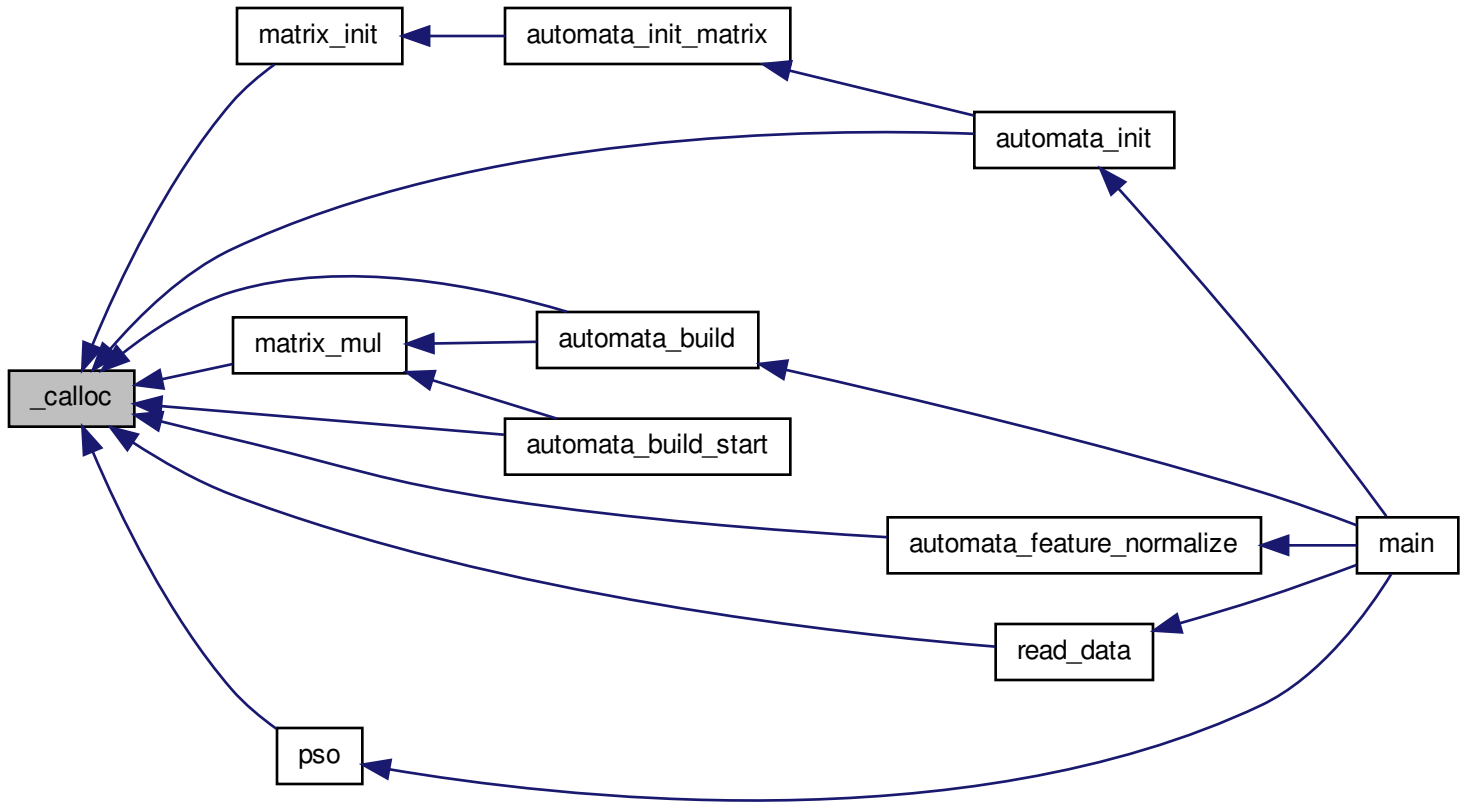 matrix_init
automata_init_matrix
automata_init
automata_build
matrix_mul
_calloc
automata_build_start
automata_feature_normalize
main
read_data
pso